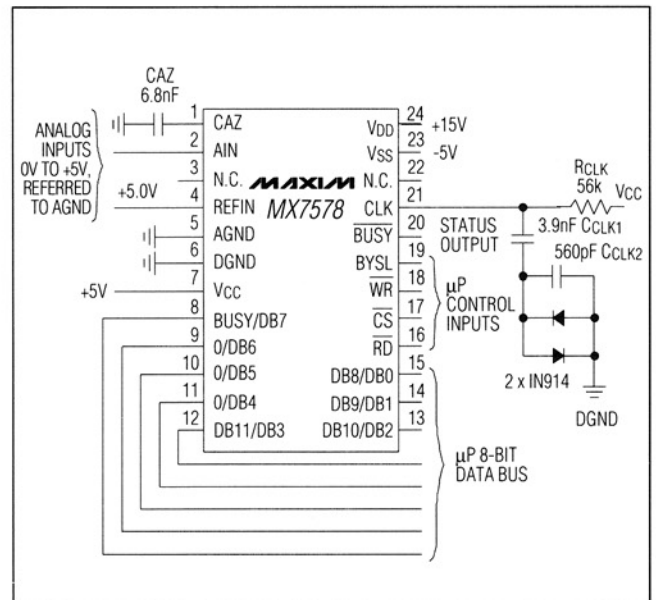 CAZ
6.8nF
ANALOG
INPUTS
0V TO +5V,
REFERRED
TO AGND
+5.0V
+5V
1 CAZ
2 AIN
3 N.C.
4 REFIN
5 AGND
6 DGND
7 VCC
8 BUSY/DB7
9 0/DB6
10 0/DB5
11 0/DB4
12 DB11/DB3
MAXIM
MX7578
VDD 24 +15V
VSS 23 -5V
N.C. 22
CLK 21
BUSY 20
BYSL 19
WR 18
CS 17
RD 16
DB8/DB0 15
DB9/DB1 14
DB10/DB2 13
STATUS
OUTPUT
µP
CONTROL
INPUTS
µP 8-BIT
DATA BUS
RCLK
56k
VCC
3.9nF CCLK1
560pF CCLK2
2 x IN914
DGND